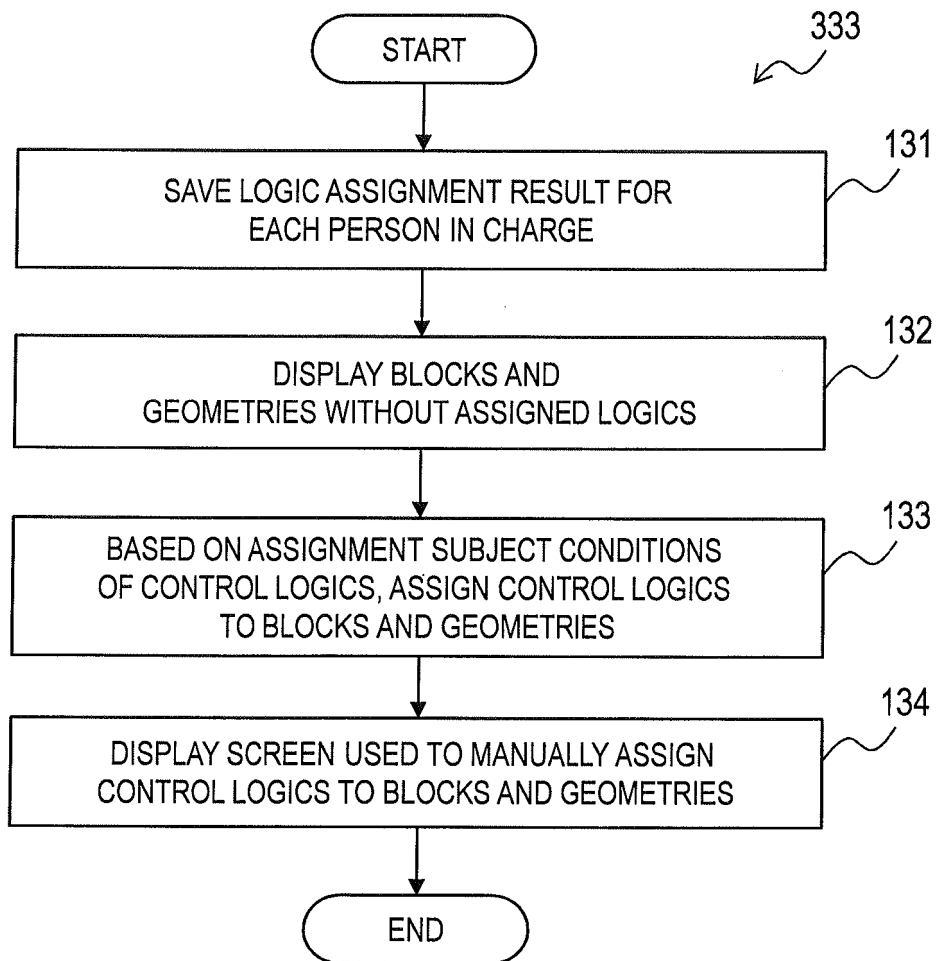 START
333
131
SAVE LOGIC ASSIGNMENT RESULT FOR
EACH PERSON IN CHARGE
132
DISPLAY BLOCKS AND
GEOMETRIES WITHOUT ASSIGNED LOGICS
133
BASED ON ASSIGNMENT SUBJECT CONDITIONS
OF CONTROL LOGICS, ASSIGN CONTROL LOGICS
TO BLOCKS AND GEOMETRIES
134
DISPLAY SCREEN USED TO MANUALLY ASSIGN
CONTROL LOGICS TO BLOCKS AND GEOMETRIES
END